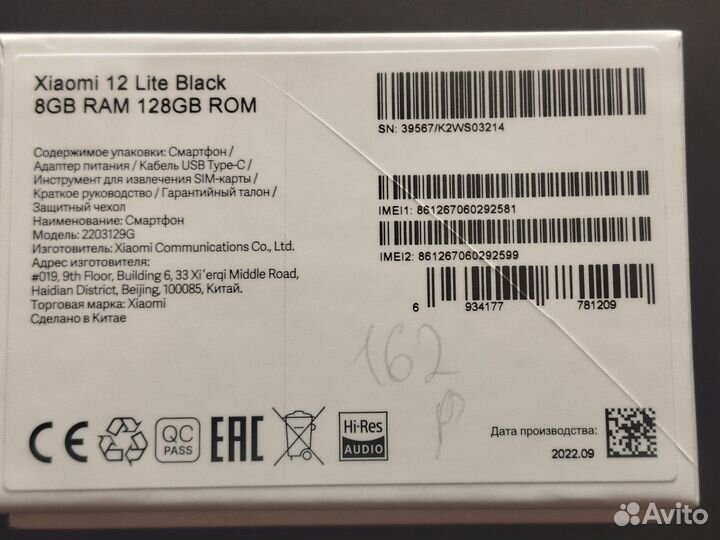 Xiaomi 12 Lite Black
8GB RAM 128GB ROM
Содержимое упаковки: Смартфон /
Адаптер питания / Кабель USB Type-C /
Инструмент для извлечения SIM-карты /
Краткое руководство / Гарантийный талон /
Защитный чехол
Наименование: Смартфон
Модель: 2203129G
Изготовитель: Xiaomi Communications Co., Ltd.
Адрес изготовителя:
#019, 9th Floor, Building 6, 33 Xi'erqi Middle Road,
Haidian District, Beijing, 100085, Китай.
Торговая марка: Xiaomi
Сделано в Китае
SN: 39567/K2WS03214
IMEI1: 861267060292581
IMEI2: 861267060292599
6 934177 781209
162
CE
QC
PASS
EAC
Hi-Res
AUDIO
Дата производства:
2022.09
Avito